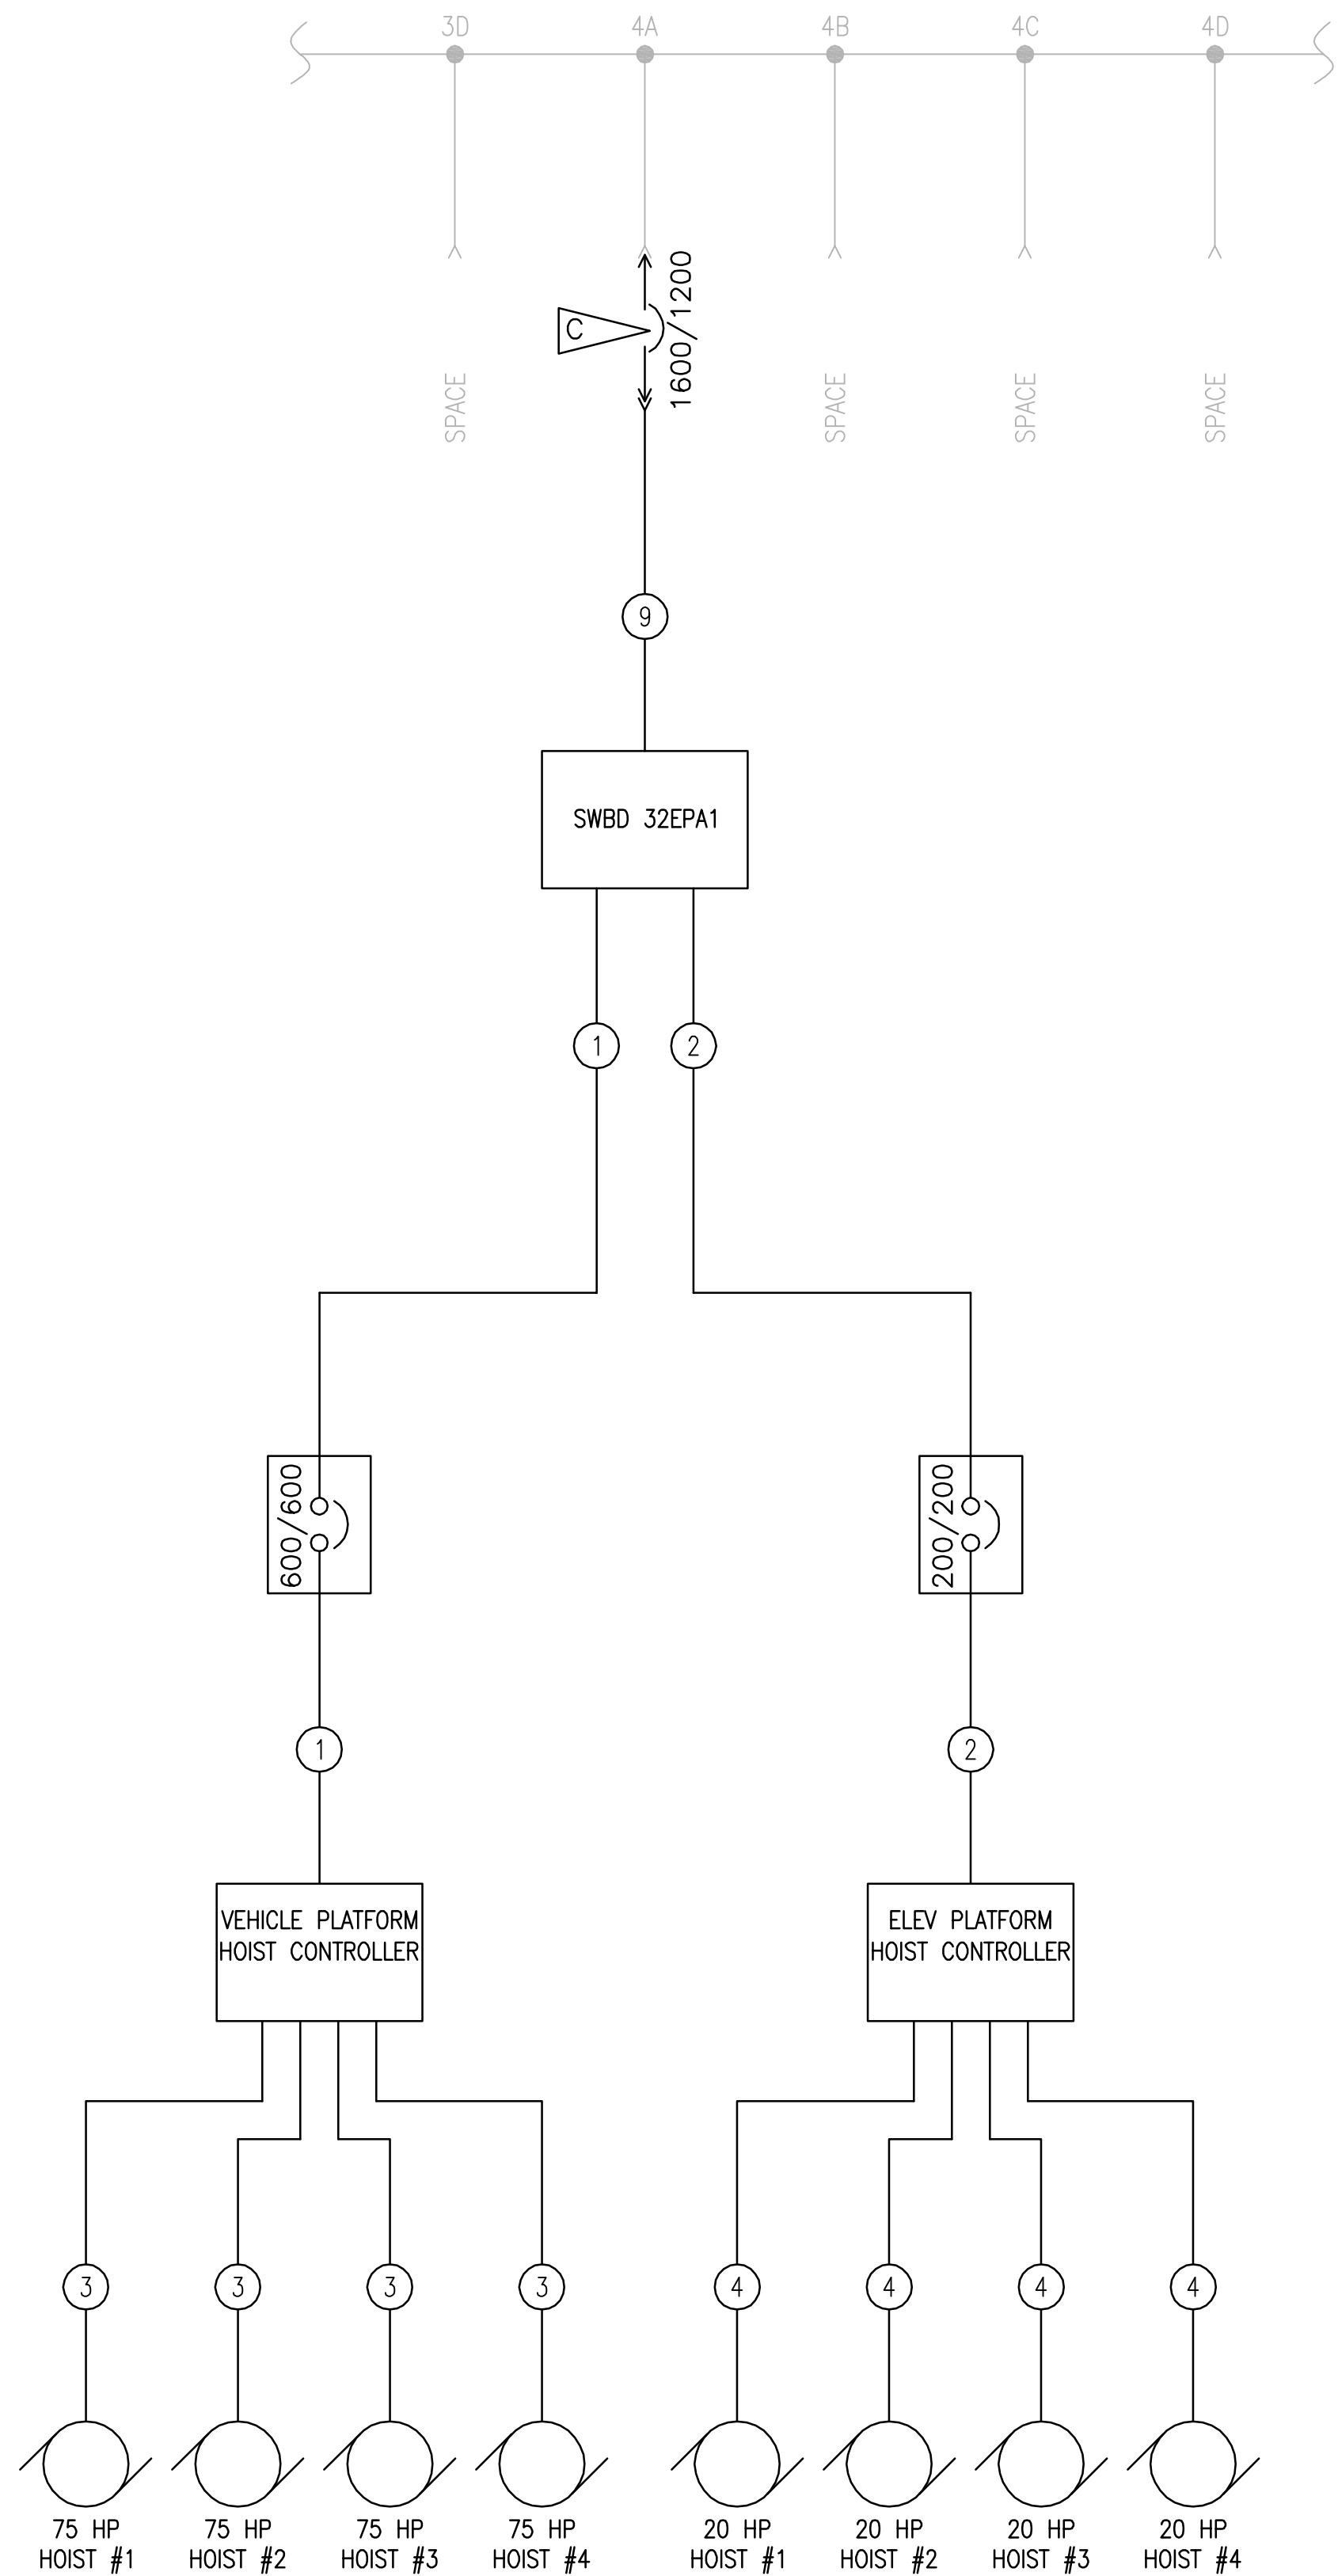 3D 4A 4B 4C 4D
C
1600/1200
SPACE SPACE SPACE SPACE
9
SWBD 32EPA1
1 2
600/600 200/200
1 2
VEHICLE PLATFORM
HOIST CONTROLLER
ELEV PLATFORM
HOIST CONTROLLER
3 3 3 3 4 4 4 4
75 HP
HOIST #1
75 HP
HOIST #2
75 HP
HOIST #3
75 HP
HOIST #4
20 HP
HOIST #1
20 HP
HOIST #2
20 HP
HOIST #3
20 HP
HOIST #4